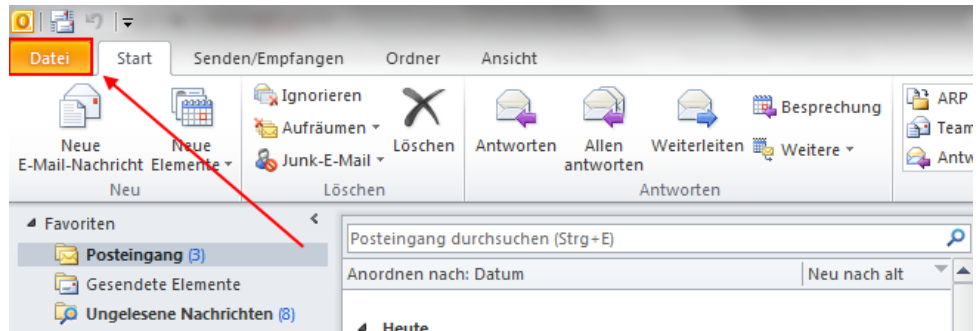 Datei Start Senden/Empfangen Ordner Ansicht
Neue E-Mail-Nachricht
Neue Elemente
Ignorieren
Aufräumen
Junk-E-Mail
Löschen
Neu
Löschen
Antworten
Allen antworten
Weiterleiten
Besprechung
Weitere
Antworten
ARP
Team
Antw
Favoriten
Posteingang (3)
Gesendete Elemente
Ungelesene Nachrichten (8)
Posteingang durchsuchen (Strg+E)
Anordnen nach: Datum Neu nach alt
Heute